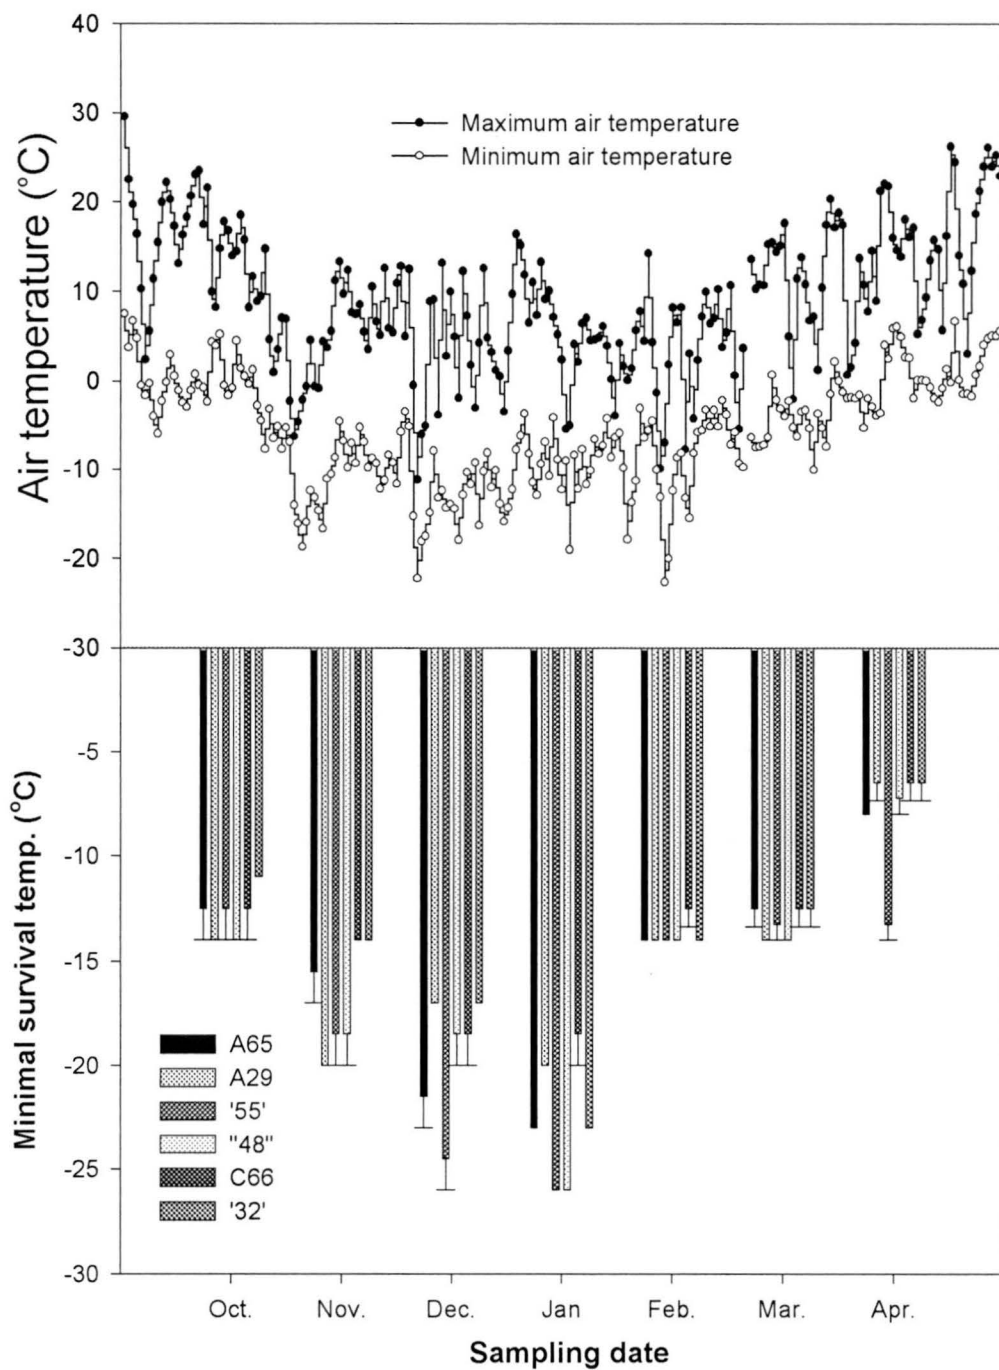 40
30
20
10
0
-10
-20
-30
Air temperature (°C)
Maximum air temperature
Minimum air temperature
-5
-10
-15
-20
-25
-30
Minimal survival temp. (°C)
A65
A29
'55'
"48"
C66
'32'
Oct. Nov. Dec. Jan Feb. Mar. Apr.
Sampling date